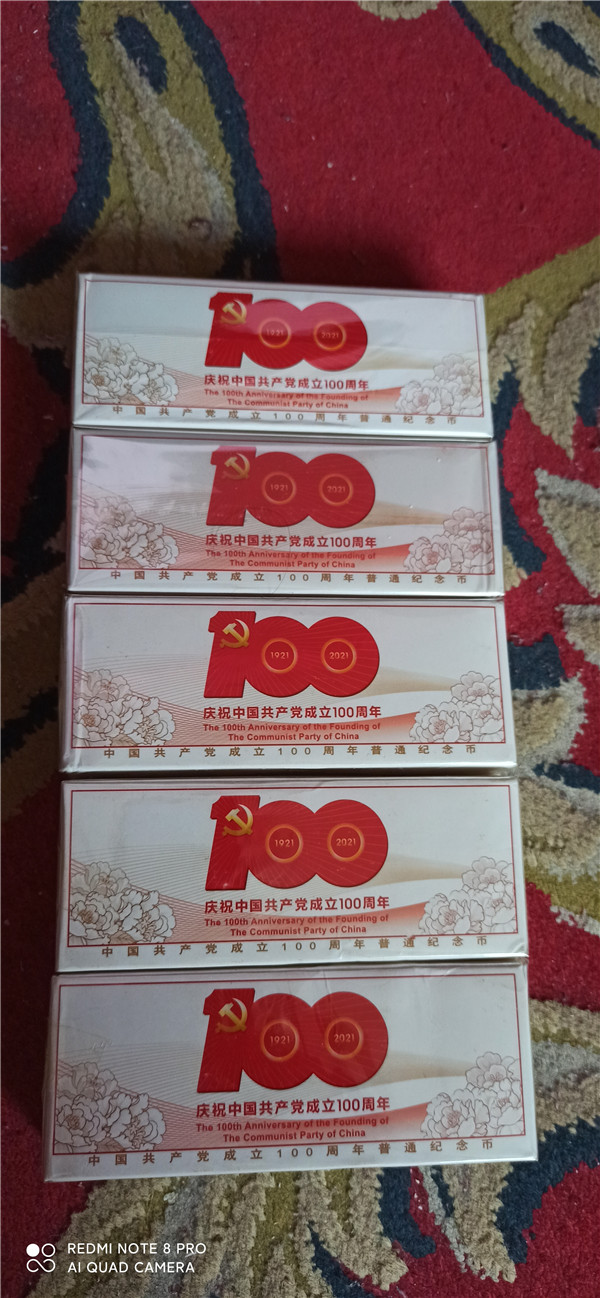 100
1921 2021
庆祝中国共产党成立100周年
The 100th Anniversary of the Founding of
The Communist Party of China
中国共产党成立100周年普通纪念币
100
1921 2021
庆祝中国共产党成立100周年
The 100th Anniversary of the Founding of
The Communist Party of China
中国共产党成立100周年普通纪念币
100
1921 2021
庆祝中国共产党成立100周年
The 100th Anniversary of the Founding of
The Communist Party of China
中国共产党成立100周年普通纪念币
100
1921 2021
庆祝中国共产党成立100周年
The 100th Anniversary of the Founding of
The Communist Party of China
中国共产党成立100周年普通纪念币
100
1921 2021
庆祝中国共产党成立100周年
The 100th Anniversary of the Founding of
The Communist Party of China
中国共产党成立100周年普通纪念币
REDMI NOTE 8 PRO
AI QUAD CAMERA